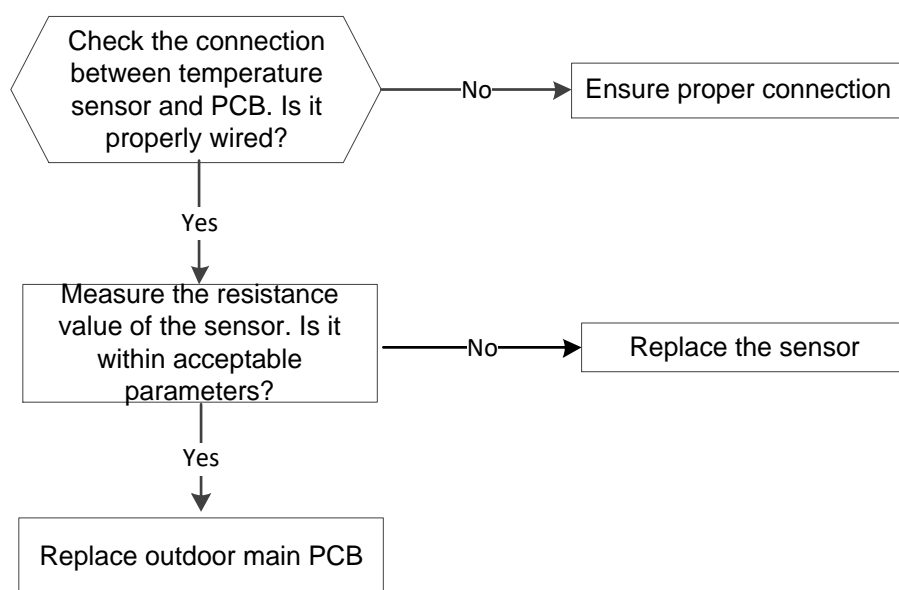 Check the connection
between temperature
sensor and PCB. Is it
properly wired?
No
Ensure proper connection
Yes
Measure the resistance
value of the sensor. Is it
within acceptable
parameters?
No
Replace the sensor
Yes
Replace outdoor main PCB